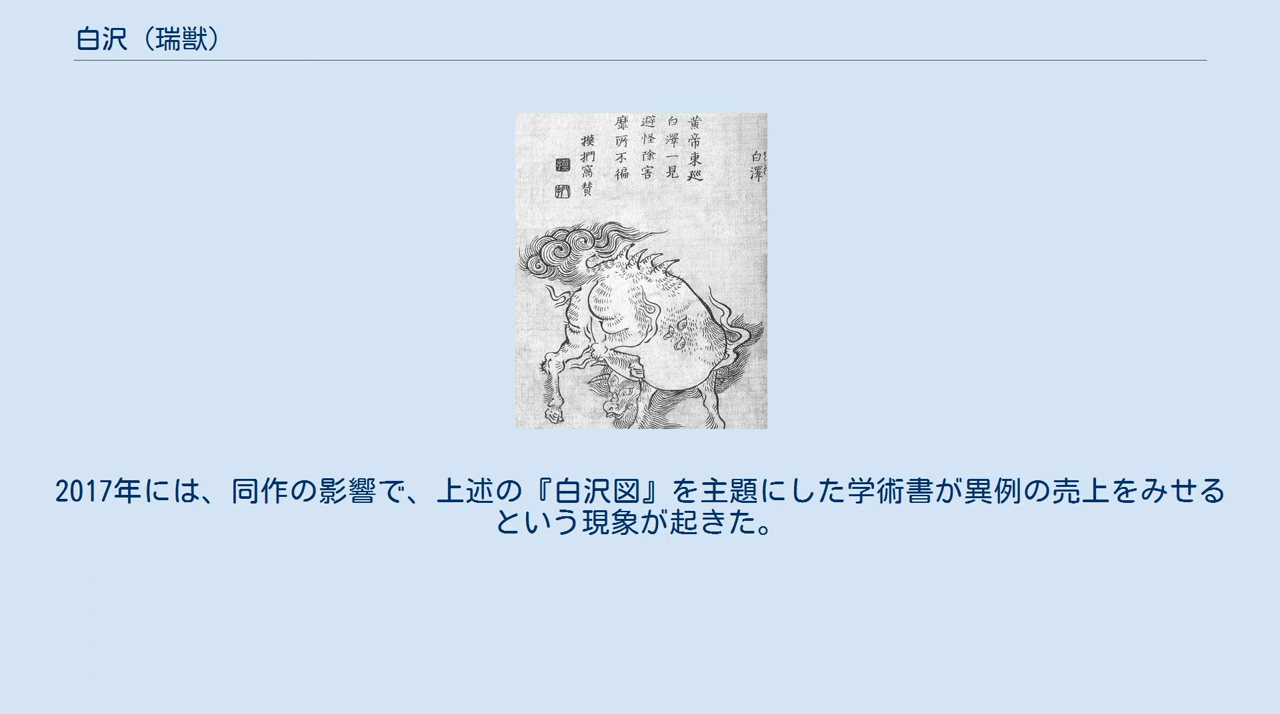 白沢（瑞獣）
白澤
黄帝東巡
白澤一見
避怪除害
靡所不徧
摸捫窩賛
2017年には、同作の影響で、上述の『白沢図』を主題にした学術書が異例の売上をみせる
という現象が起きた。